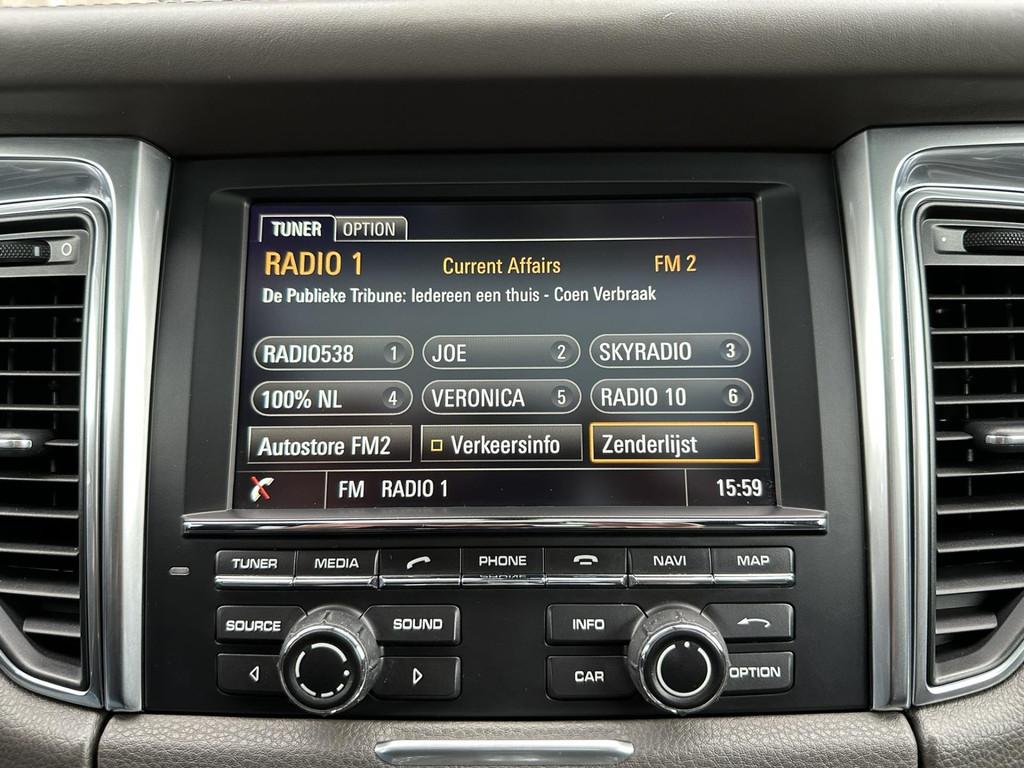 TUNER OPTION
RADIO 1 Current Affairs FM 2
De Publieke Tribune: Iedereen een thuis - Coen Verbraak
RADIO538 1 JOE 2 SKYRADIO 3
100% NL 4 VERONICA 5 RADIO 10 6
Autostore FM2 Verkeersinfo Zenderlijst
FM RADIO 1 15:59
TUNER MEDIA PHONE NAVI MAP
SOURCE SOUND INFO
CAR OPTION